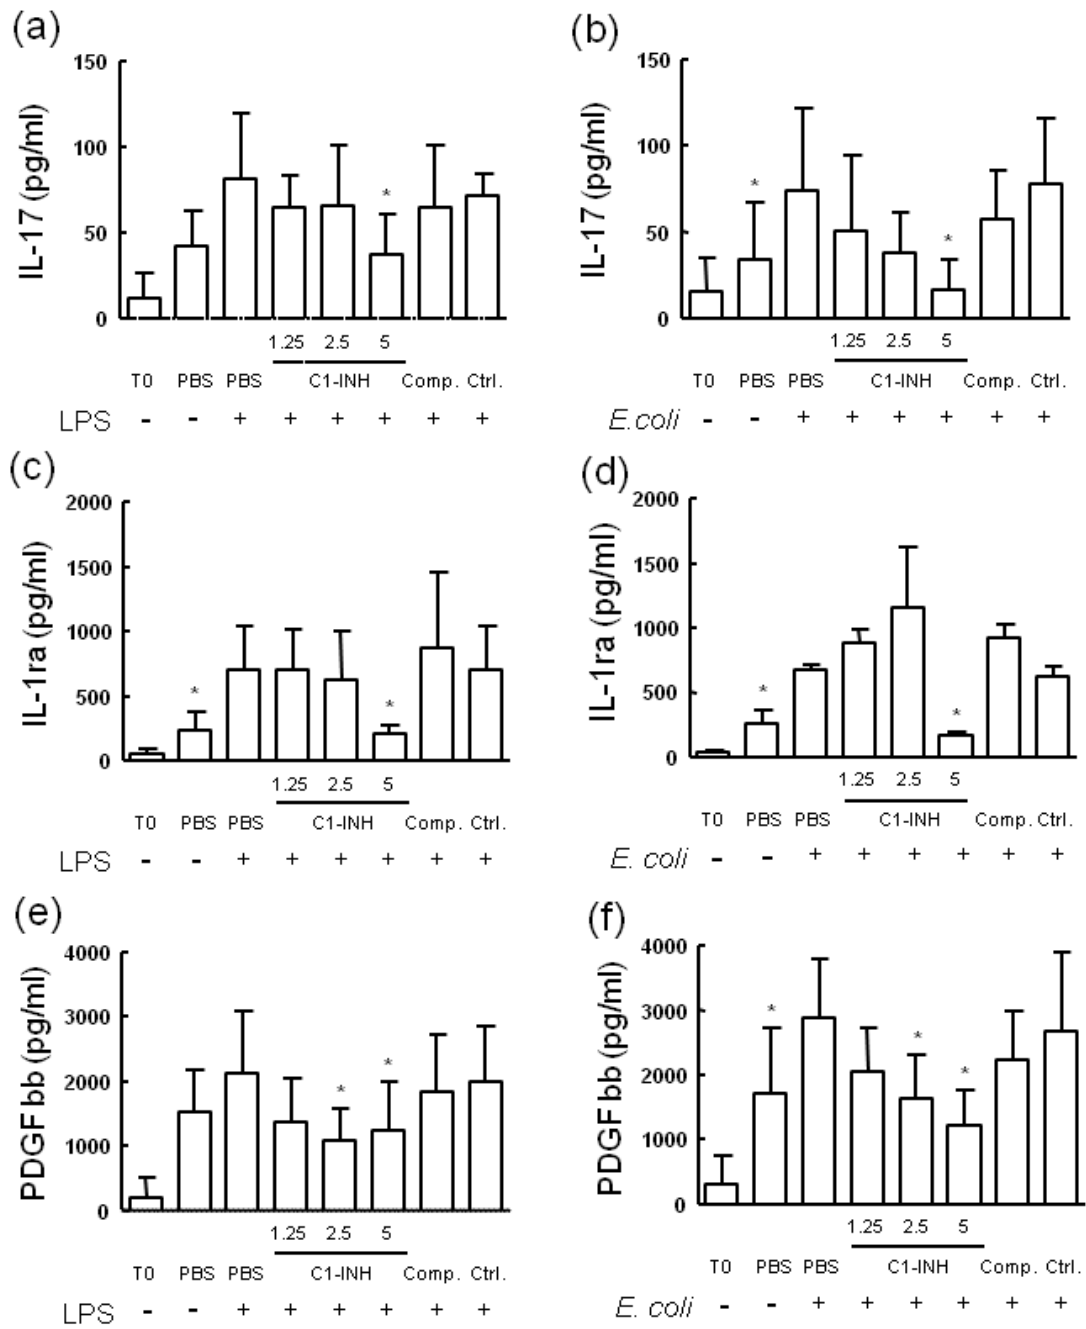 (a)
IL-17 (pg/ml)
150
100
50
0
1.25 2.5 5
T0 PBS PBS C1-INH Comp. Ctrl.
LPS - - + + + + + +
*
(b)
IL-17 (pg/ml)
150
100
50
0
* *
1.25 2.5 5
T0 PBS PBS C1-INH Comp. Ctrl.
E.coli - - + + + + + +
(c)
IL-1ra (pg/ml)
2000
1500
1000
500
0
* *
1.25 2.5 5
T0 PBS PBS C1-INH Comp. Ctrl.
LPS - - + + + + + +
(d)
IL-1ra (pg/ml)
2000
1500
1000
500
0
* *
1.25 2.5 5
T0 PBS PBS C1-INH Comp. Ctrl.
E. coli - - + + + + + +
(e)
PDGF bb (pg/ml)
4000
3000
2000
1000
0
* *
1.25 2.5 5
T0 PBS PBS C1-INH Comp. Ctrl.
LPS - - + + + + + +
(f)
PDGF bb (pg/ml)
4000
3000
2000
1000
0
* * *
1.25 2.5 5
T0 PBS PBS C1-INH Comp. Ctrl.
E. coli - - + + + + + +